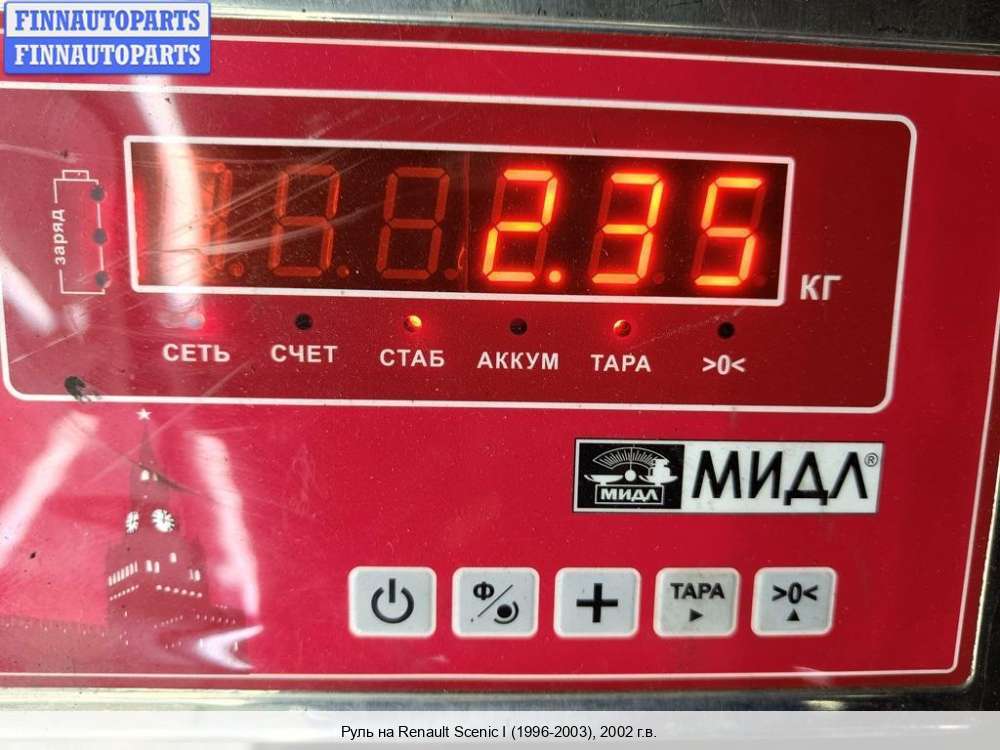 FINNAUTOPARTS
FINNAUTOPARTS
заряд
2.35
КГ
СЕТЬ СЧЕТ СТАБ АККУМ ТАРА >0<
МИДЛ МИДЛ®
Ф ТАРА >0<
Руль на Renault Scenic I (1996-2003), 2002 г.в.